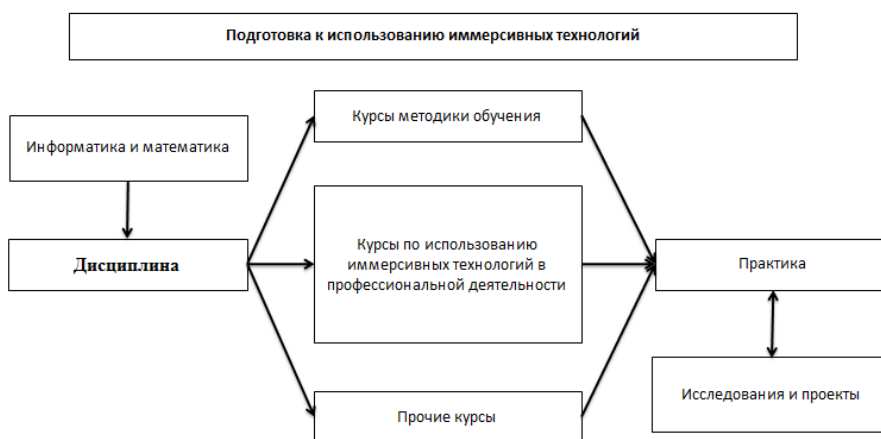 Подготовка к использованию иммерсивных технологий
Курсы методики обучения
Информатика и математика
Дисциплина
Курсы по использованию
иммерсивных технологий в
профессиональной деятельности
Практика
Исследования и проекты
Прочие курсы